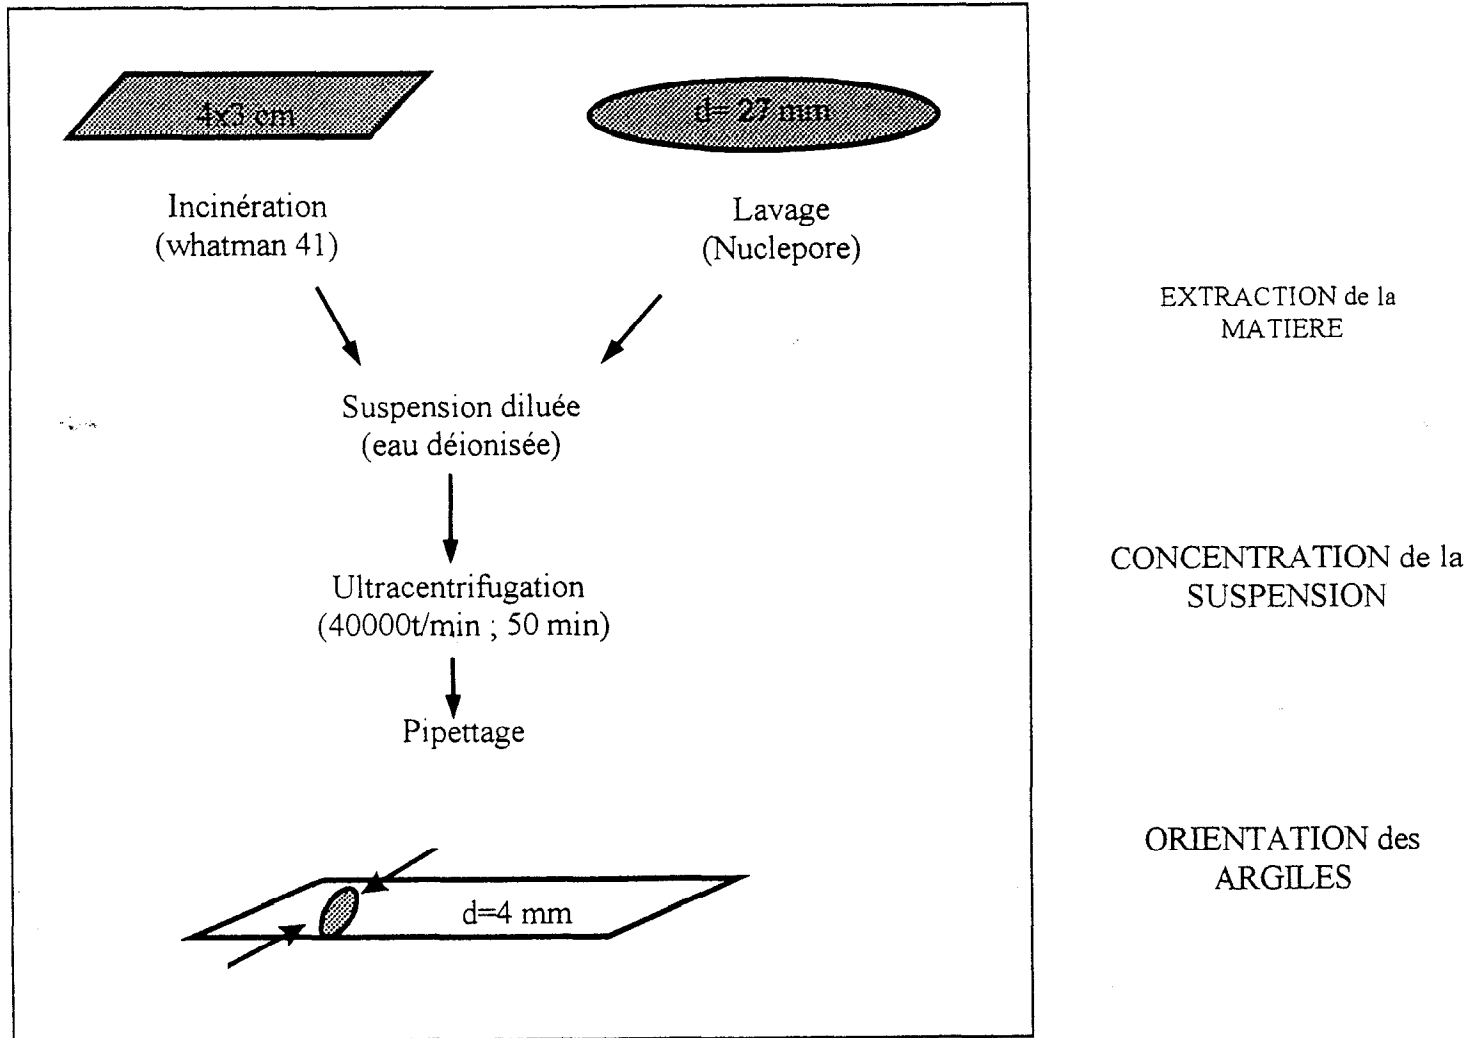 4x3 cm
d= 27 mm
Incinération
(whatman 41)
Lavage
(Nuclepore)
EXTRACTION de la
MATIERE
Suspension diluée
(eau déionisée)
Ultracentrifugation
(40000t/min ; 50 min)
CONCENTRATION de la
SUSPENSION
Pipettage
ORIENTATION des
ARGILES
d=4 mm